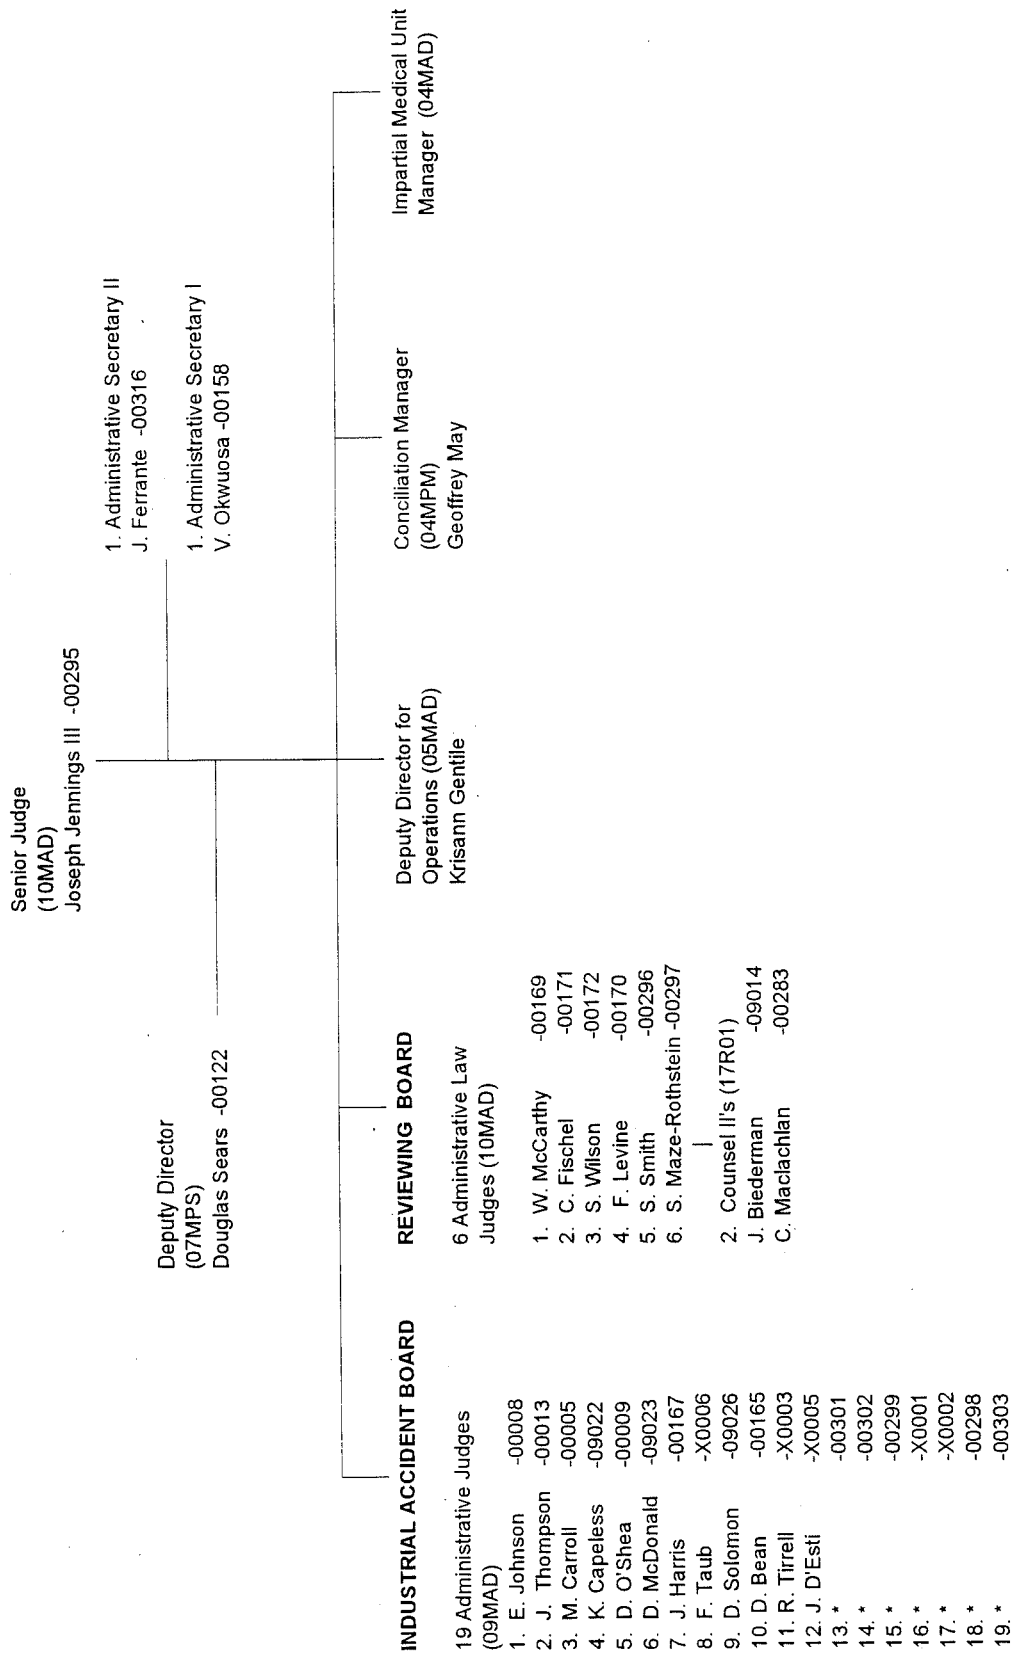 Senior Judge
(10MAD)
Joseph Jennings III -00295
1. Administrative Secretary II
J. Ferrante -00316
1. Administrative Secretary I
V. Okwuosa -00158
Deputy Director
(07MPS)
Douglas Sears -00122
INDUSTRIAL ACCIDENT BOARD
19 Administrative Judges
(09MAD)
1. E. Johnson -00008
2. J. Thompson -00013
3. M. Carroll -00005
4. K. Capeless -09022
5. D. O'Shea -00009
6. D. McDonald -09023
7. J. Harris -00167
8. F. Taub -X0006
9. D. Solomon -09026
10. D. Bean -00165
11. R. Tirrell -X0003
12. J. D'Esti -X0005
13. * -00301
14. * -00302
15. * -00299
16. * -X0001
17. * -X0002
18. * -00298
19. * -00303
REVIEWING BOARD
6 Administrative Law
Judges (10MAD)
1. W. McCarthy -00169
2. C. Fischel -00171
3. S. Wilson -00172
4. F. Levine -00170
5. S. Smith -00296
6. S. Maze-Rothstein -00297
2. Counsel II's (17R01)
J. Biederman -09014
C. Maclachlan -00283
Deputy Director for
Operations (05MAD)
Krisann Gentile
Conciliation Manager
(04MPM)
Geoffrey May
Impartial Medical Unit
Manager (04MAD)